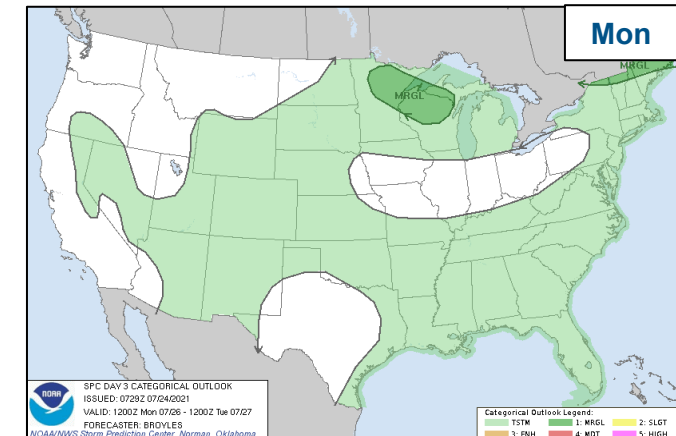 Mon
MRGL
MRGL
noaa
SPC DAY 3 CATEGORICAL OUTLOOK
ISSUED: 0729Z 07/24/2021
VALID: 1200Z Mon 07/26 - 1200Z Tue 07/27
FORECASTER: BROYLES
NOAA/NWS Storm Prediction Center, Norman, Oklahoma
Categorical Outlook Legend:
TSTM 1: MRGL 2: SLGT
3: ENH 4: MDT 5: HIGH